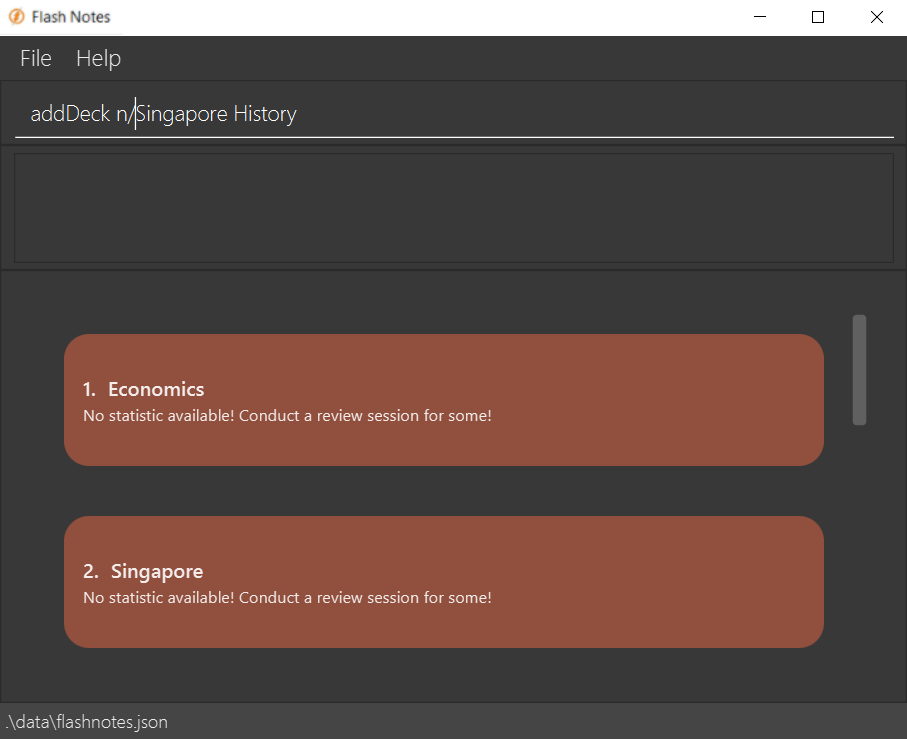 Flash Notes
File Help
addDeck n/Singapore History
1. Economics
No statistic available! Conduct a review session for some!
2. Singapore
No statistic available! Conduct a review session for some!
.\data\flashnotes.json